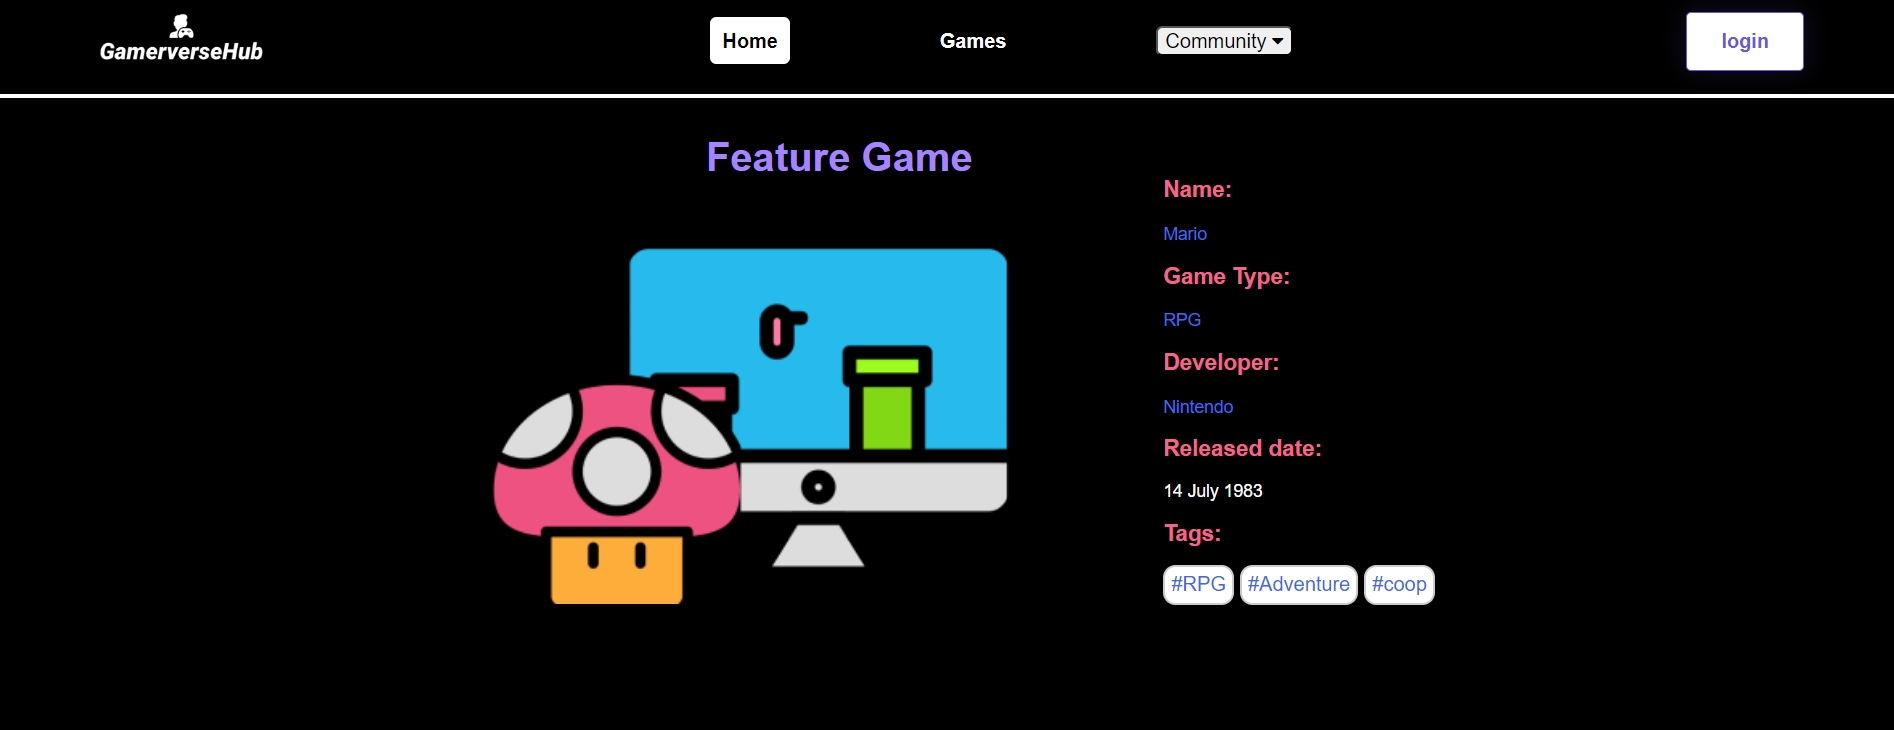 GamerverseHub
Home
Games
Community
login
Feature Game
Name:
Mario
Game Type:
RPG
Developer:
Nintendo
Released date:
14 July 1983
Tags:
#RPG #Adventure #coop